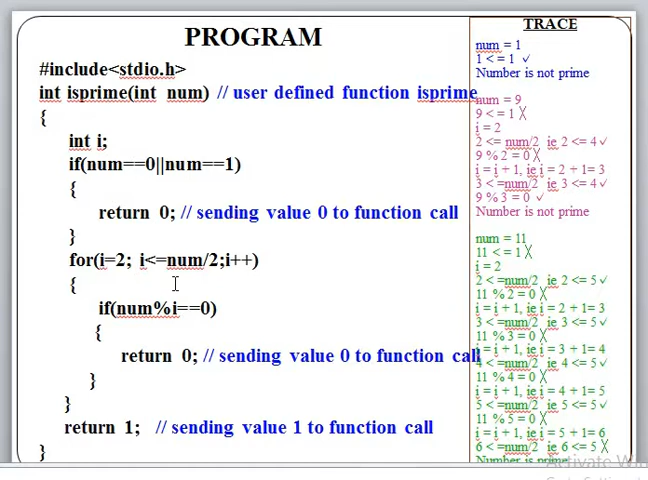 PROGRAM
#include<stdio.h>
int isprime(int num) // user defined function isprime
{
int i;
if(num==0||num==1)
{
return 0; // sending value 0 to function call
}
for(i=2; i<=num/2;i++)
{
if(num%i==0)
{
return 0; // sending value 0 to function call
}
}
return 1; // sending value 1 to function call
}
TRACE
num = 1
1 < = 1 ✓
Number is not prime
num = 9
9 < = 1 ╳
i = 2
2 <= num/2 ie 2 <= 4 ✓
9 % 2 = 0 ╳
i = i + 1, ie i = 2 + 1= 3
3 < =num/2 ie 3 <= 4 ✓
9 % 3 = 0 ✓
Number is not prime
num = 11
11 < = 1 ╳
i = 2
2 < =num/2 ie 2 <= 5 ✓
11 % 2 = 0 ╳
i = i + 1, ie i = 2 + 1= 3
3 < =num/2 ie 3 <= 5 ✓
11 % 3 = 0 ╳
i = i + 1, ie i = 3 + 1= 4
4 < =num/2 ie 4 <= 5 ✓
11 % 4 = 0 ╳
i = i + 1, ie i = 4 + 1= 5
5 < =num/2 ie 5 <= 5 ✓
11 % 5 = 0 ╳
i = i + 1, ie i = 5 + 1= 6
6 < =num/2 ie 6 <= 5 ╳
Number is prime
Activate Win